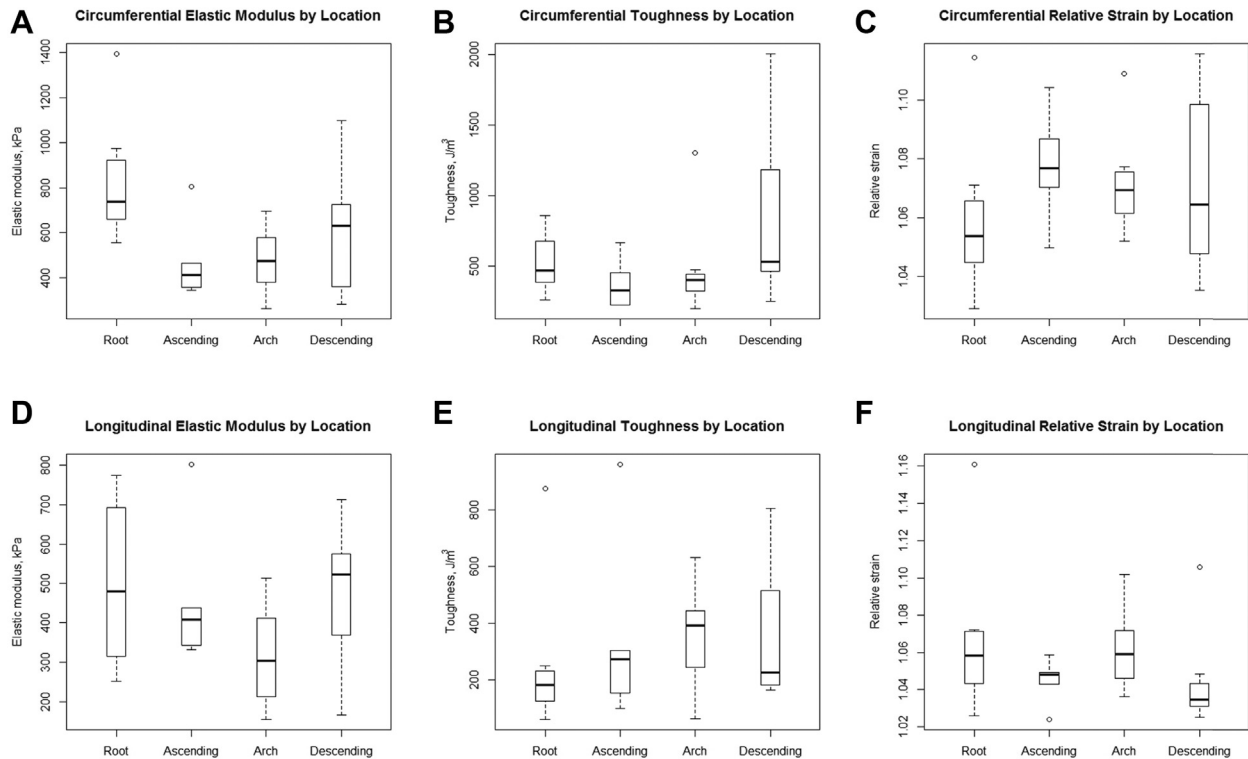 A
Circumferential Elastic Modulus by Location
Elastic modulus, kPa
1400
1200
1000
800
600
400
Root Ascending Arch Descending
B
Circumferential Toughness by Location
Toughness, J/m³
2000
1500
1000
500
Root Ascending Arch Descending
C
Circumferential Relative Strain by Location
Relative strain
1.10
1.08
1.06
1.04
Root Ascending Arch Descending
D
Longitudinal Elastic Modulus by Location
Elastic modulus, kPa
800
700
600
500
400
300
200
Root Ascending Arch Descending
E
Longitudinal Toughness by Location
Toughness, J/m³
800
600
400
200
Root Ascending Arch Descending
F
Longitudinal Relative Strain by Location
Relative strain
1.16
1.14
1.12
1.10
1.08
1.06
1.04
1.02
Root Ascending Arch Descending